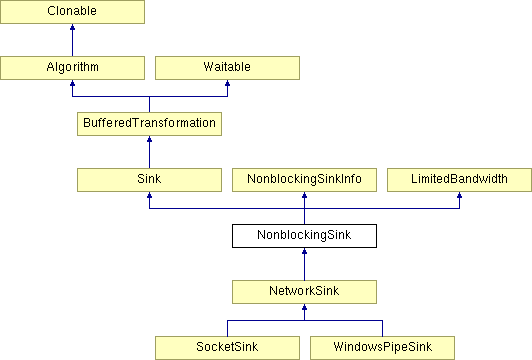 Clonable
Algorithm
Waitable
BufferedTransformation
Sink
NonblockingSinkInfo
LimitedBandwidth
NonblockingSink
NetworkSink
SocketSink
WindowsPipeSink